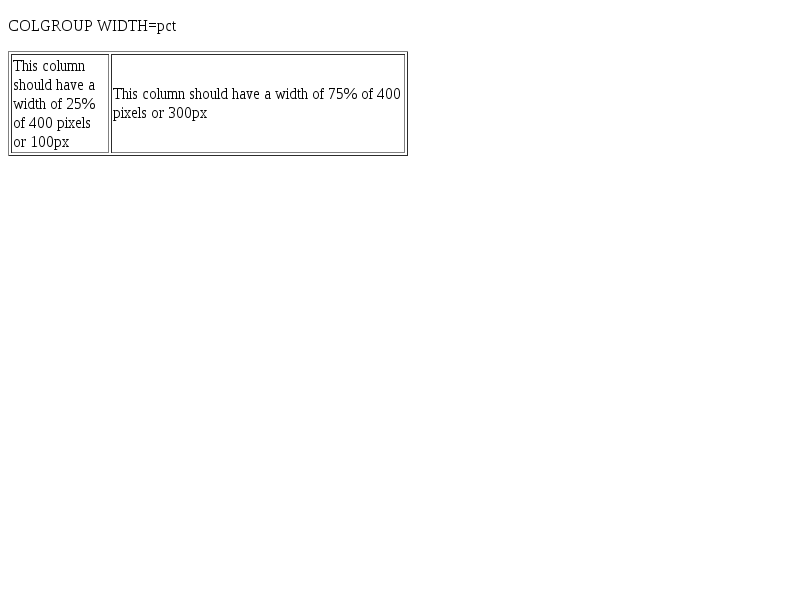 COLGROUP WIDTH=pct
This column
should have a
width of 25%
of 400 pixels
or 100px
This column should have a width of 75% of 400
pixels or 300px